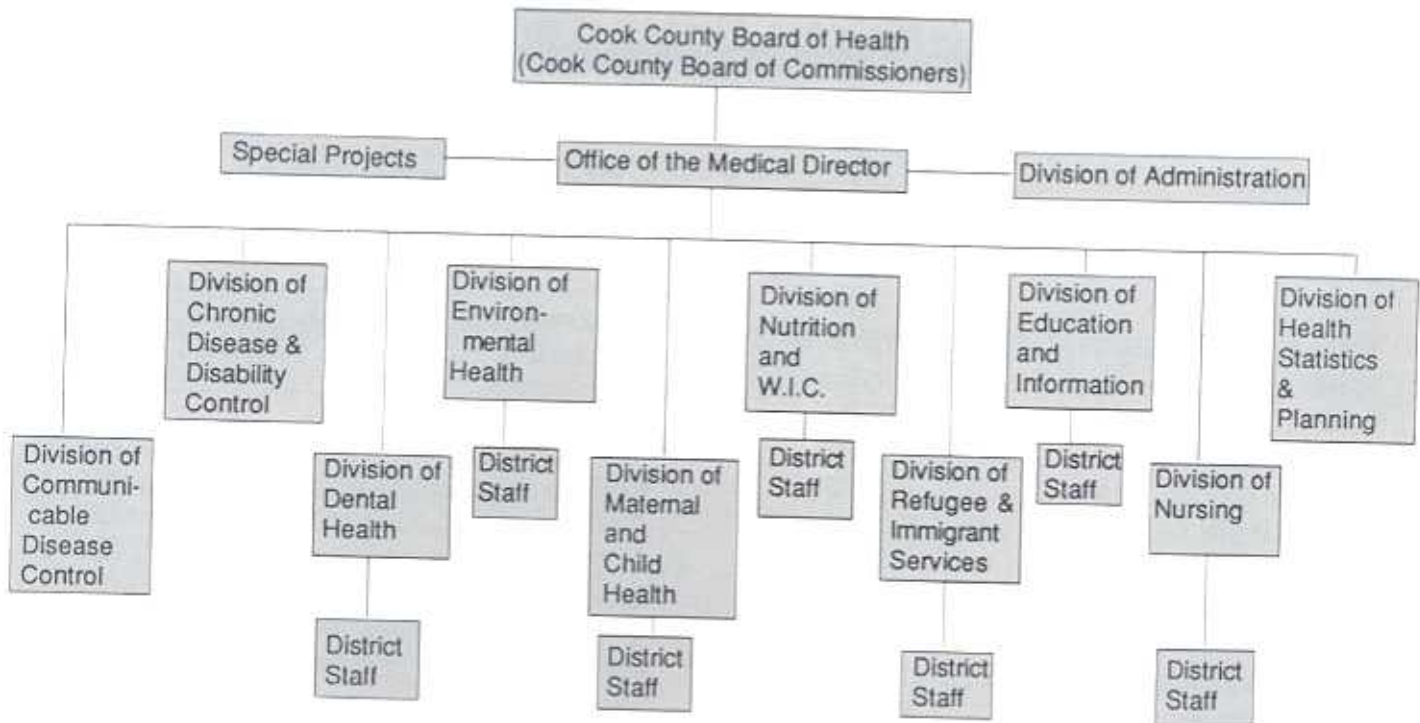 Cook County Board of Health
(Cook County Board of Commissioners)
Special Projects
Office of the Medical Director
Division of Administration
Division of
Communi-
cable
Disease
Control
Division of
Chronic
Disease &
Disability
Control
Division of
Dental
Health
District
Staff
Division of
Environ-
mental
Health
District
Staff
Division of
Maternal
and
Child
Health
District
Staff
Division of
Nutrition
and
W.I.C.
District
Staff
Division of
Refugee &
Immigrant
Services
District
Staff
Division of
Education
and
Information
District
Staff
Division of
Nursing
District
Staff
Division of
Health
Statistics
&
Planning